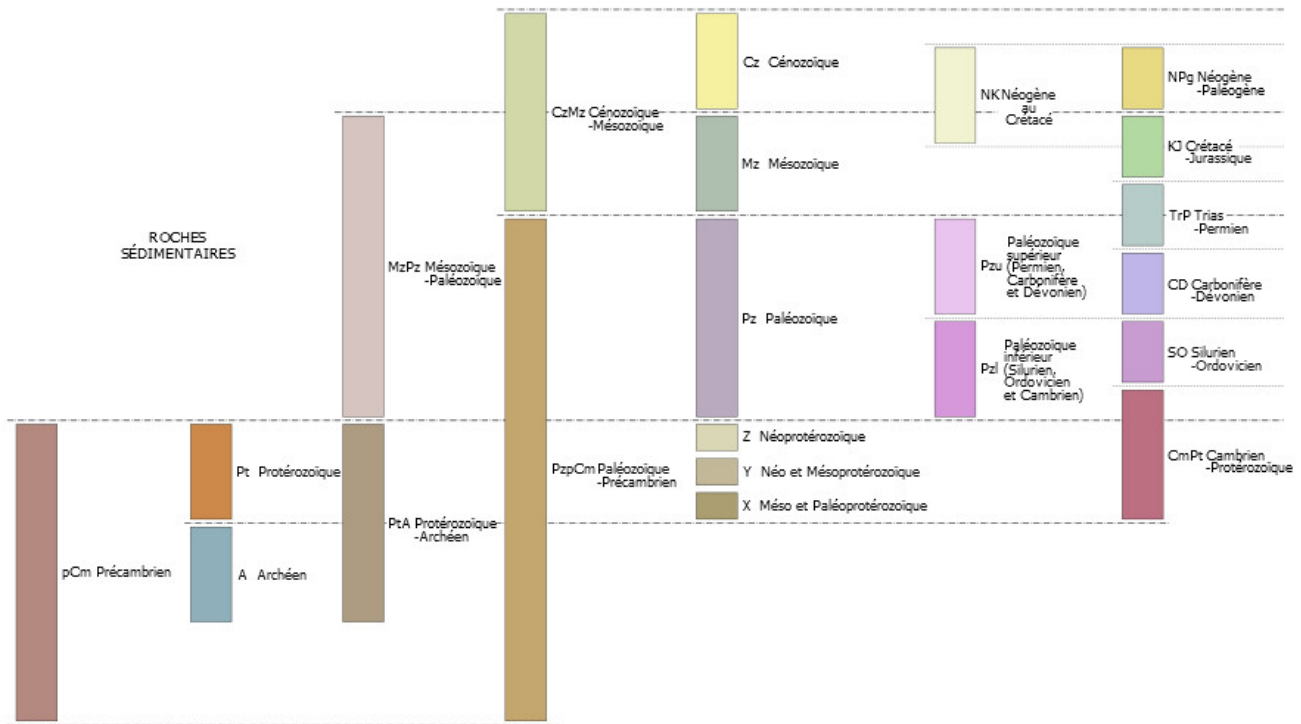 ROCHES
SÉDIMENTAIRES
pCm Précambrien
Pt Protérozoïque
A Archéen
MzPz Mésozoïque
-Paléozoïque
PtA Protérozoïque
-Archéen
CzMz Cénozoïque
-Mésozoïque
PzpCm Paléozoïque
-Précambrien
Cz Cénozoïque
Mz Mésozoïque
Pz Paléozoïque
Z Néoprotérozoïque
Y Néo et Mésoprotérozoïque
X Méso et Paléoprotérozoïque
NK Néogène
au
Crétacé
Pzu
Paléozoïque
supérieur
(Permien,
Carbonifère
et Dévonien)
Pzl
Paléozoïque
inférieur
(Silurien,
Ordovicien
et Cambrien)
NPg Néogène
-Paléogène
KJ Crétacé
-Jurassique
TrP Trias
-Permien
CD Carbonifère
-Dévonien
SO Silurien
-Ordovicien
CmPt Cambrien
-Protérozoïque